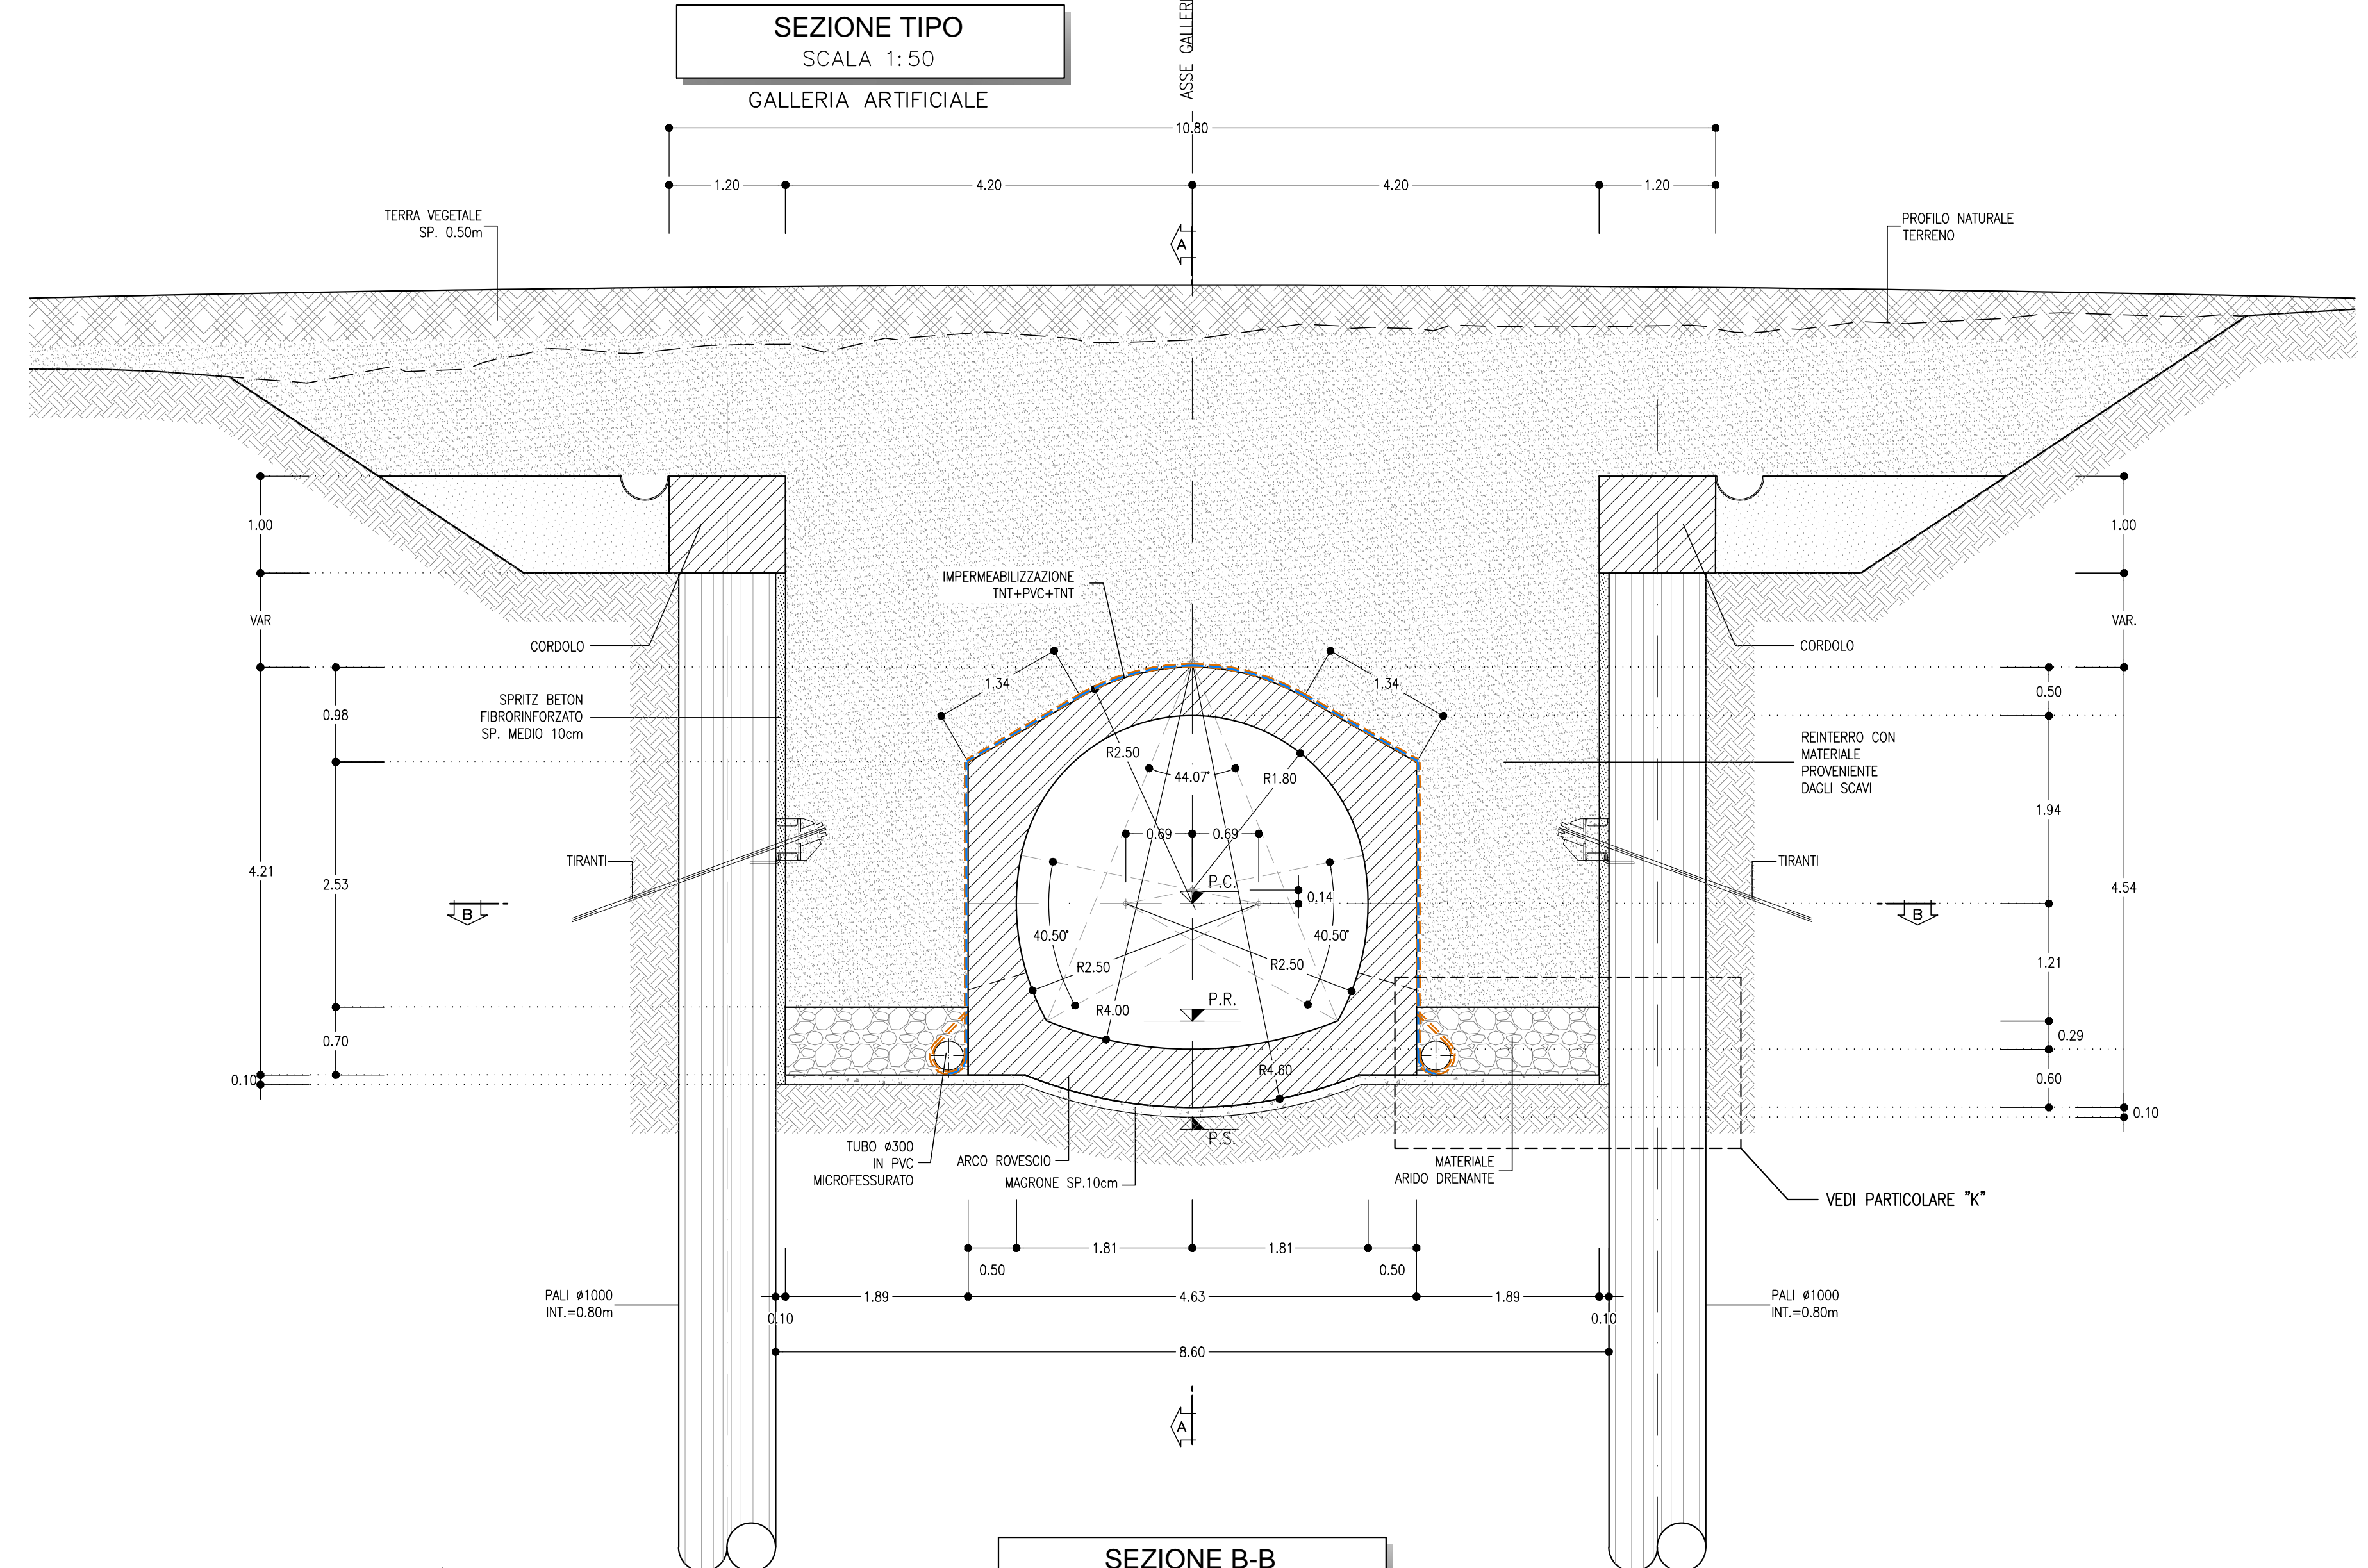 SEZIONE TIPO
SCALA 1:50
GALLERIA ARTIFICIALE
ASSE GALLERI
10.80
1.20
4.20
4.20
1.20
TERRA VEGETALE
SP. 0.50m
PROFILO NATURALE
TERRENO
A
1.00
1.00
IMPERMEABILIZZAZIONE
TNT+PVC+TNT
VAR
VAR.
CORDOLO
CORDOLO
1.34
1.34
0.50
SPRITZ BETON
FIBRORINFORZATO
SP. MEDIO 10cm
0.98
REINTERRO CON
MATERIALE
PROVENIENTE
DAGLI SCAVI
R2.50
44.07°
R1.80
1.94
0.69
0.69
TIRANTI
TIRANTI
4.21
2.53
P.C.
0.14
4.54
B
B
40.50°
40.50°
R2.50
R2.50
1.21
P.R.
R4.00
0.70
0.29
R4.60
0.10
0.60
0.10
P.S.
TUBO ø300
IN PVC
MICROFESSURATO
ARCO ROVESCIO
MAGRONE SP.10cm
MATERIALE
ARIDO DRENANTE
VEDI PARTICOLARE "K"
1.81
1.81
0.50
0.50
PALI ø1000
INT.=0.80m
1.89
4.63
1.89
PALI ø1000
INT.=0.80m
0.10
0.10
8.60
A
SEZIONE B-B